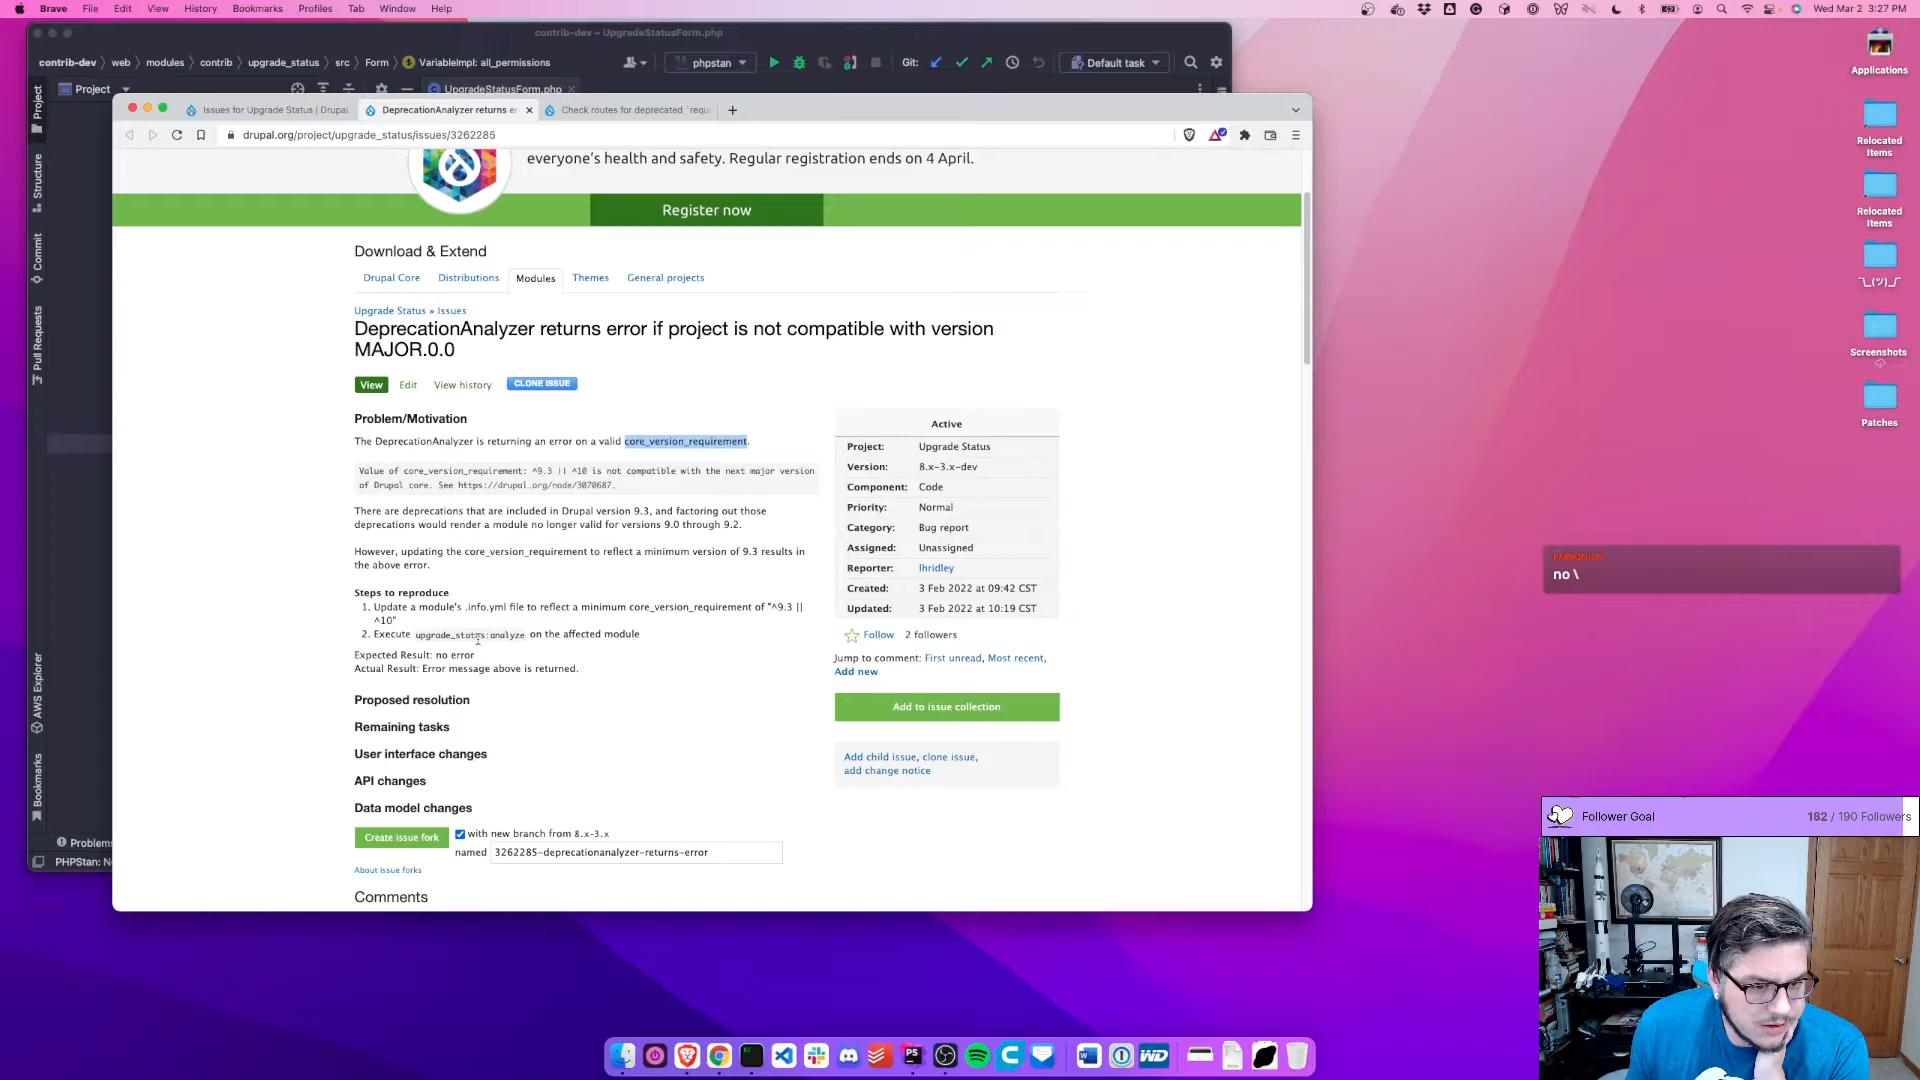 Brave File Edit View History Bookmarks Profiles Tab Window Help
Wed Mar 2 3:27 PM
contrib-dev – UpgradeStatusForm.php
contrib-dev web modules contrib upgrade_status src Form VariableImpl: all_permissions
phpstan
Git:
Default task
Project
UpgradeStatusForm.php
Issues for Upgrade Status | Drupal.
DeprecationAnalyzer returns er
Check routes for deprecated `requ
drupal.org/project/upgrade_status/issues/3262285
everyone's health and safety. Regular registration ends on 4 April.
Register now
Download & Extend
Drupal Core Distributions Modules Themes General projects
Upgrade Status » Issues
DeprecationAnalyzer returns error if project is not compatible with version
MAJOR.0.0
View Edit View history CLONE ISSUE
Problem/Motivation
The DeprecationAnalyzer is returning an error on a valid core_version_requirement.
Value of core_version_requirement: ^9.3 || ^10 is not compatible with the next major version
of Drupal core. See https://drupal.org/node/3070687.
There are deprecations that are included in Drupal version 9.3, and factoring out those
deprecations would render a module no longer valid for versions 9.0 through 9.2.
However, updating the core_version_requirement to reflect a minimum version of 9.3 results in
the above error.
Steps to reproduce
1. Update a module's .info.yml file to reflect a minimum core_version_requirement of "^9.3 ||
^10"
2. Execute upgrade_status:analyze on the affected module
Expected Result: no error
Actual Result: Error message above is returned.
Proposed resolution
Remaining tasks
User interface changes
API changes
Data model changes
Create issue fork with new branch from 8.x-3.x
named 3262285-deprecationanalyzer-returns-error
About issue forks
Comments
Active
Project: Upgrade Status
Version: 8.x-3.x-dev
Component: Code
Priority: Normal
Category: Bug report
Assigned: Unassigned
Reporter: lhridley
Created: 3 Feb 2022 at 09:42 CST
Updated: 3 Feb 2022 at 10:19 CST
Follow 2 followers
Jump to comment: First unread, Most recent,
Add new
Add to issue collection
Add child issue, clone issue,
add change notice
Project
Structure
Commit
Pull Requests
AWS Explorer
Bookmarks
Problems
PHPStan: N
Applications
Relocated
Items
Relocated
Items
¯\_(ツ)_/¯
Screenshots
Patches
PARM3NION
no \
Follower Goal 182 / 190 Followers
PS
WD